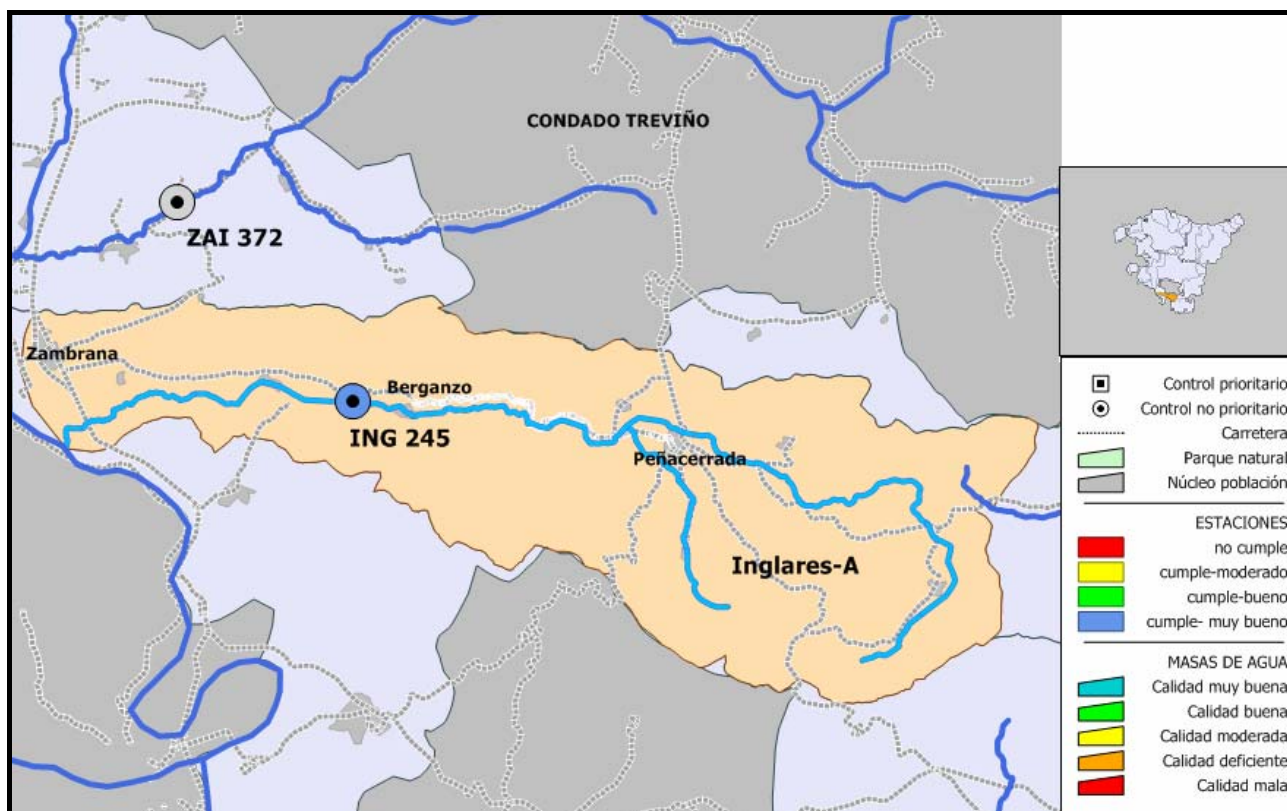 CONDADO TREVIÑO
ZAI 372
Zambrana
Berganzo
ING 245
Peñacerrada
Inglares-A
Control prioritario
Control no prioritario
Carretera
Parque natural
Núcleo población
ESTACIONES
no cumple
cumple-moderado
cumple-bueno
cumple- muy bueno
MASAS DE AGUA
Calidad muy buena
Calidad buena
Calidad moderada
Calidad deficiente
Calidad mala